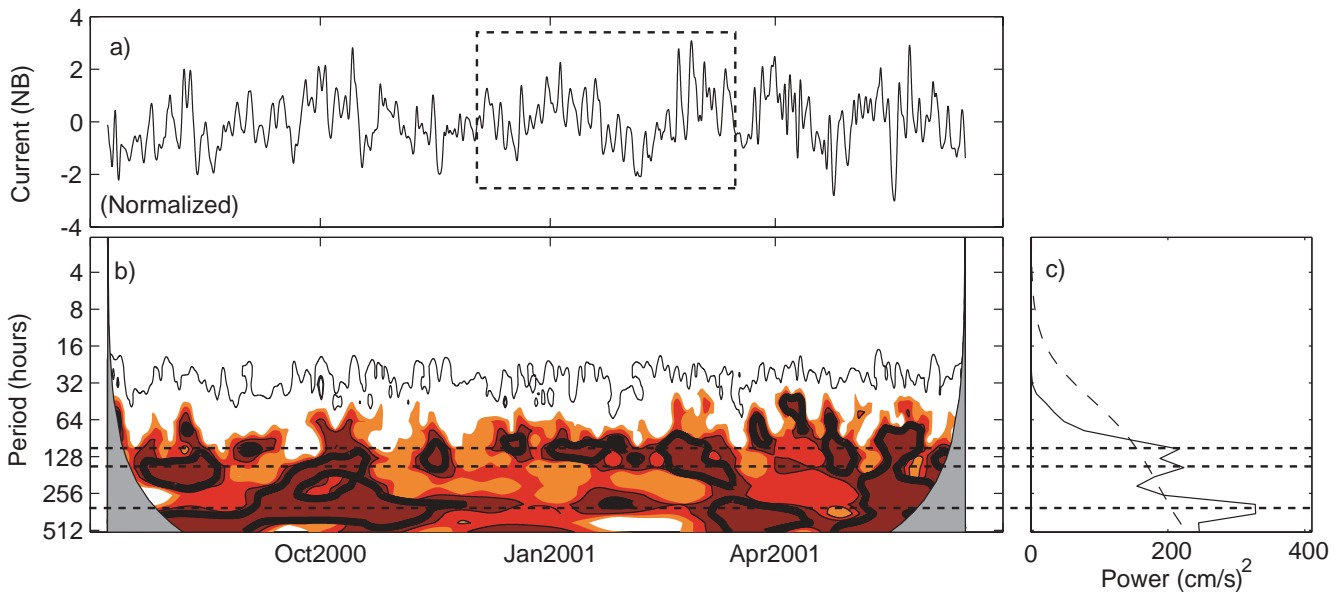 a)
Current (NB)
4
2
0
-2
-4
(Normalized)
b)
Period (hours)
4
8
16
32
64
128
256
512
Oct2000
Jan2001
Apr2001
c)
0
200
400
Power (cm/s)²